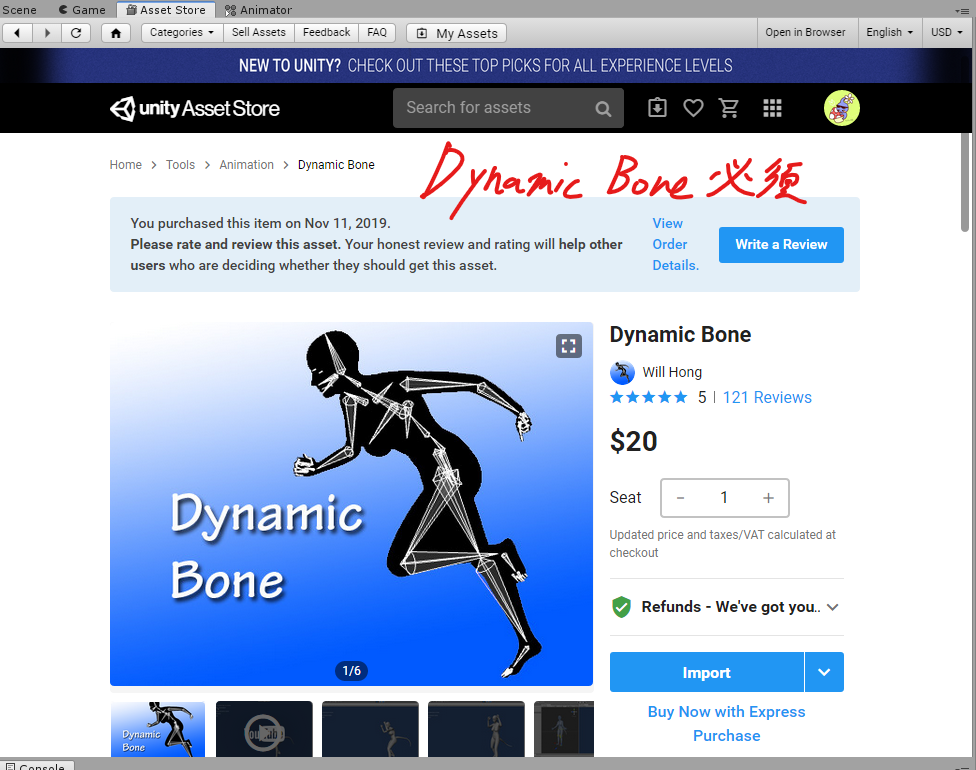 Scene Game Asset Store Animator
Categories Sell Assets Feedback FAQ My Assets Open in Browser English USD
NEW TO UNITY? CHECK OUT THESE TOP PICKS FOR ALL EXPERIENCE LEVELS
unity Asset Store Search for assets
Home > Tools > Animation > Dynamic Bone
Dynamic Bone 必須
You purchased this item on Nov 11, 2019.
Please rate and review this asset. Your honest review and rating will help other
users who are deciding whether they should get this asset.
View
Order
Details.
Write a Review
Dynamic
Bone
1/6
Dynamic Bone
Will Hong
5 | 121 Reviews
$20
Seat - 1 +
Updated price and taxes/VAT calculated at
checkout
Refunds - We've got you..
Import
Buy Now with Express
Purchase
Dynamic
Bone
Console